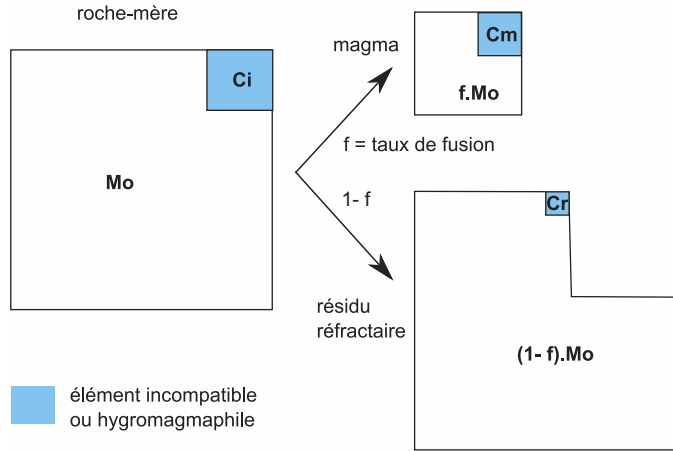 roche-mère
Ci
Mo
magma
Cm
f.Mo
f = taux de fusion
1- f
Cr
résidu
réfractaire
(1- f).Mo
élément incompatible
ou hygromagmaphile